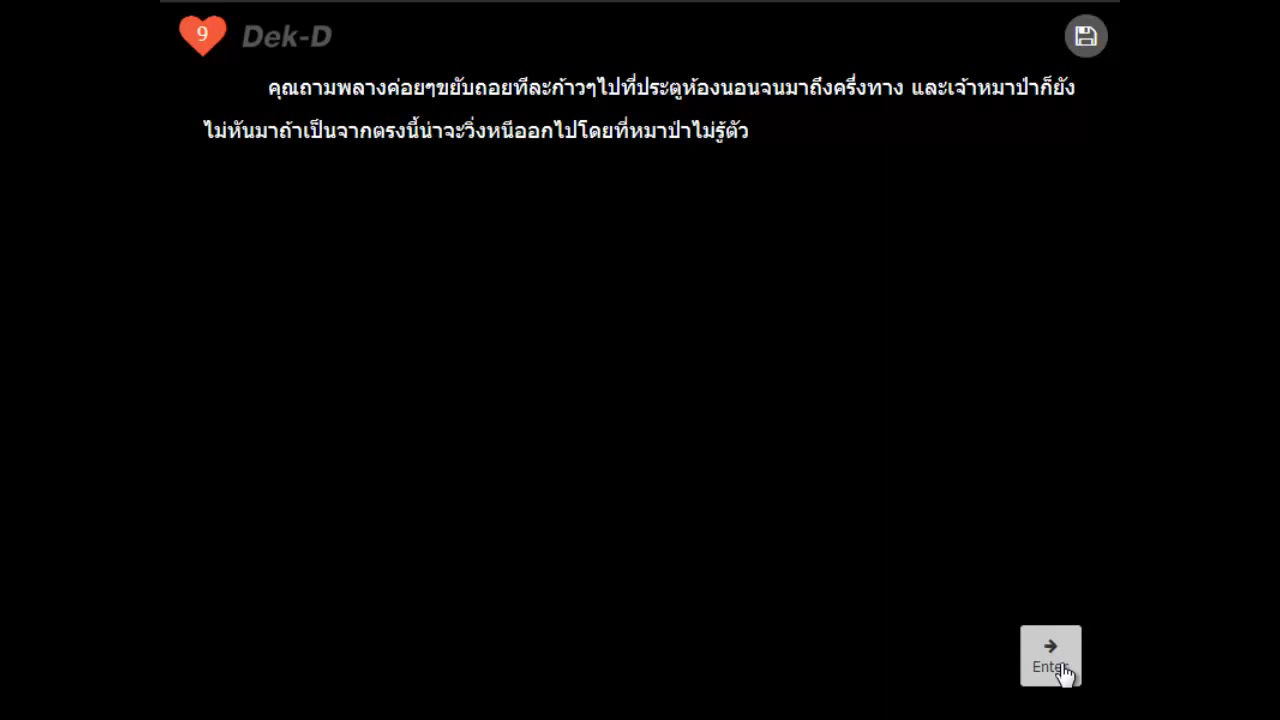 9 Dek-D
คุณถามพลางค่อยๆขยับถอยทีละก้าวๆไปที่ประตูห้องนอนจนมาถึงครึ่งทาง และเจ้าหมาป่าก็ยัง
ไม่หันมาถ้าเป็นจากตรงนี้น่าจะวิ่งหนีออกไปโดยที่หมาป่าไม่รู้ตัว
Enter